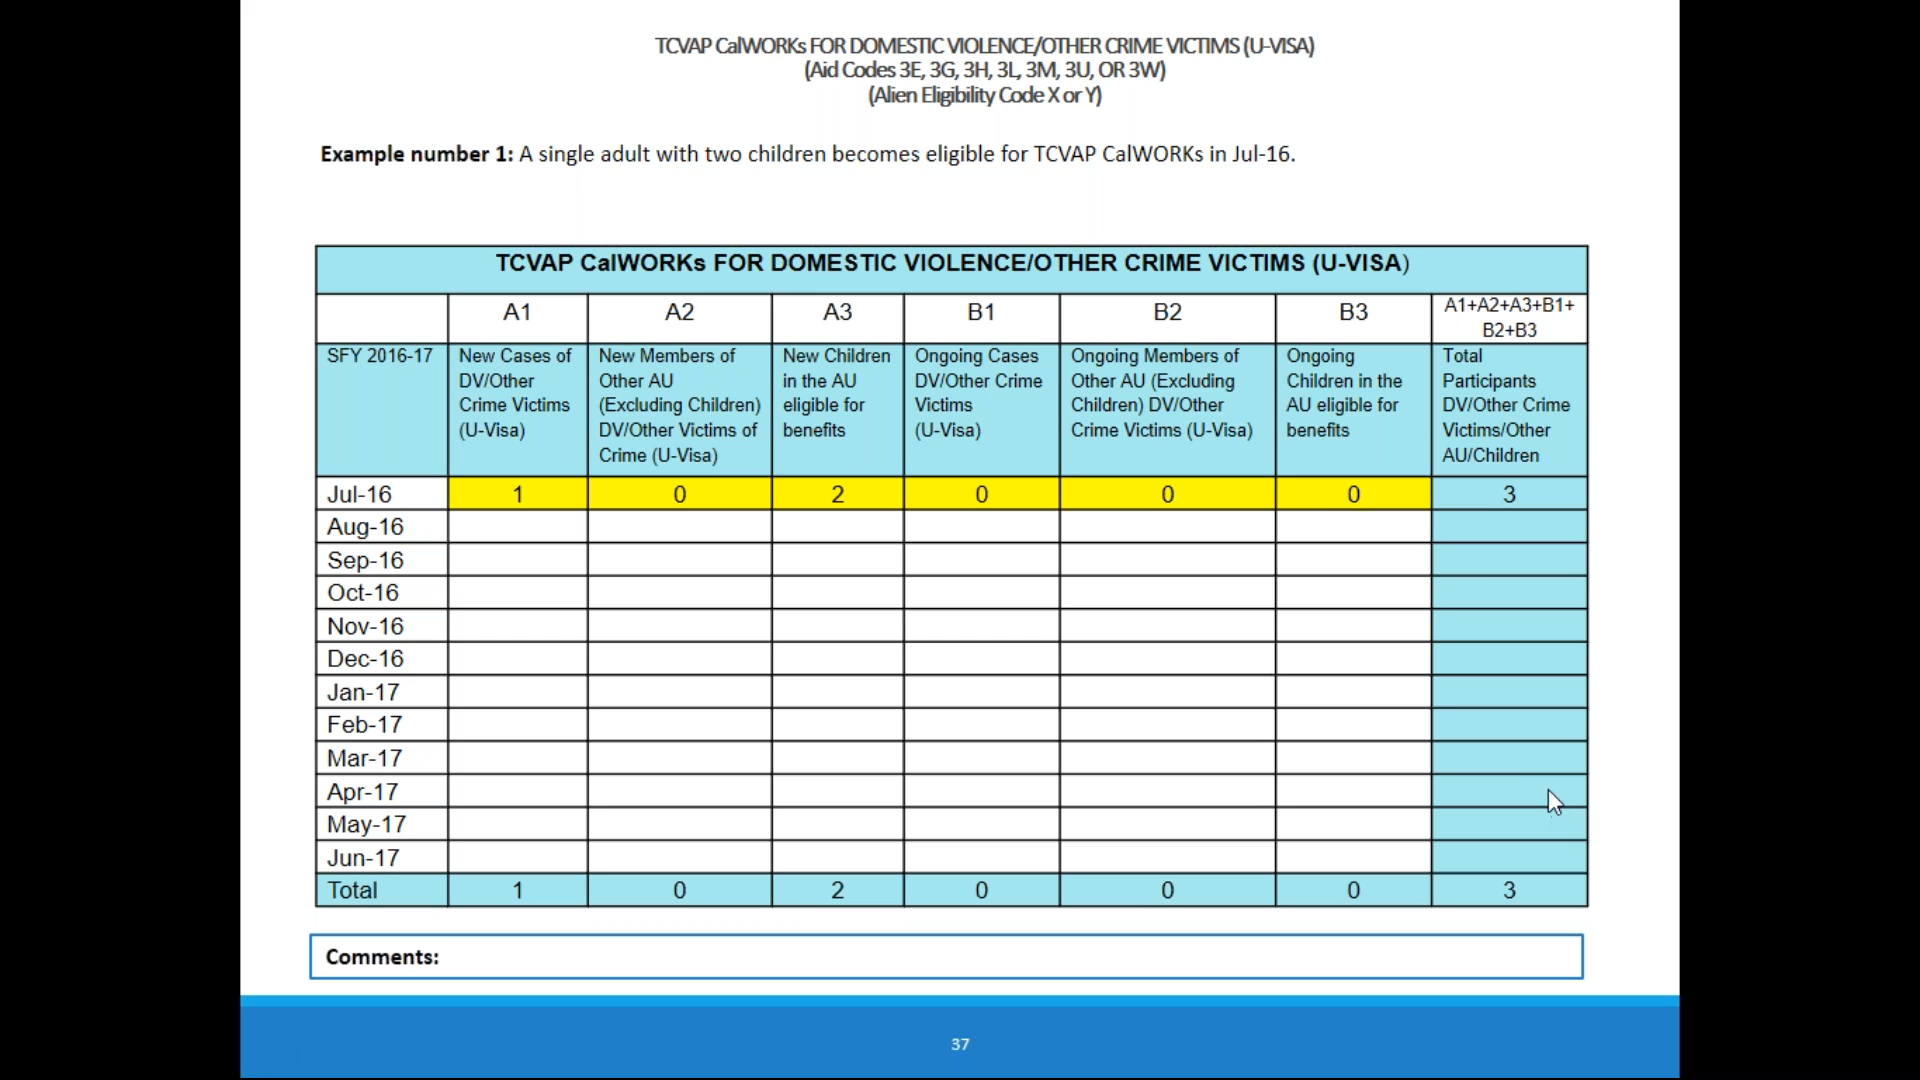 TCVAP CalWORKs FOR DOMESTIC VIOLENCE/OTHER CRIME VICTIMS (U-VISA)
(Aid Codes 3E, 3G, 3H, 3L, 3M, 3U, OR 3W)
(Alien Eligibility Code X or Y)
Example number 1: A single adult with two children becomes eligible for TCVAP CalWORKs in Jul-16.
TCVAP CalWORKs FOR DOMESTIC VIOLENCE/OTHER CRIME VICTIMS (U-VISA)
A1
A2
A3
B1
B2
B3
A1+A2+A3+B1+
B2+B3
SFY 2016-17
New Cases of
DV/Other
Crime Victims
(U-Visa)
New Members of
Other AU
(Excluding Children)
DV/Other Victims of
Crime (U-Visa)
New Children
in the AU
eligible for
benefits
Ongoing Cases
DV/Other Crime
Victims
(U-Visa)
Ongoing Members of
Other AU (Excluding
Children) DV/Other
Crime Victims (U-Visa)
Ongoing
Children in the
AU eligible for
benefits
Total
Participants
DV/Other Crime
Victims/Other
AU/Children
Jul-16 1 0 2 0 0 0 3
Aug-16
Sep-16
Oct-16
Nov-16
Dec-16
Jan-17
Feb-17
Mar-17
Apr-17
May-17
Jun-17
Total 1 0 2 0 0 0 3
Comments:
37